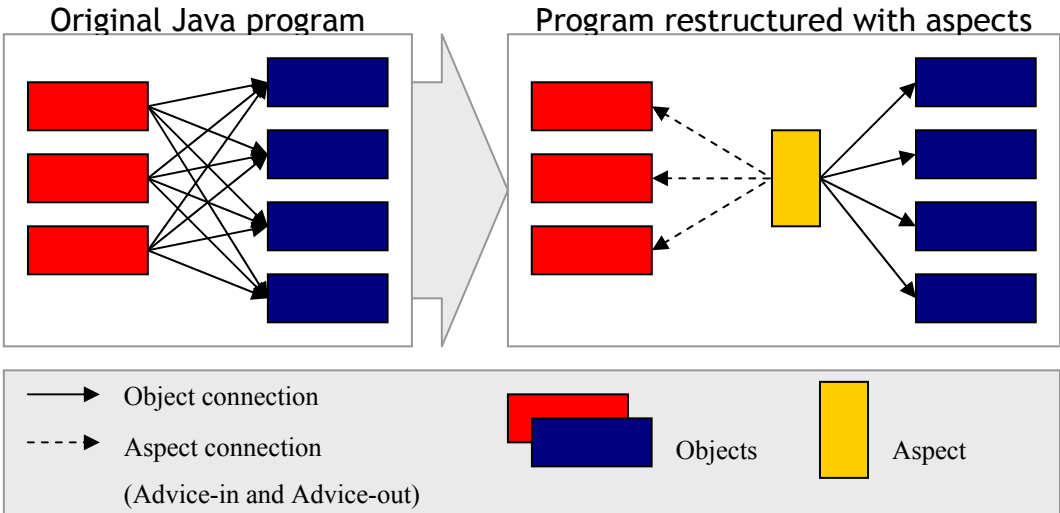 Original Java program
Program restructured with aspects
Object connection
Aspect connection
(Advice-in and Advice-out)
Objects
Aspect